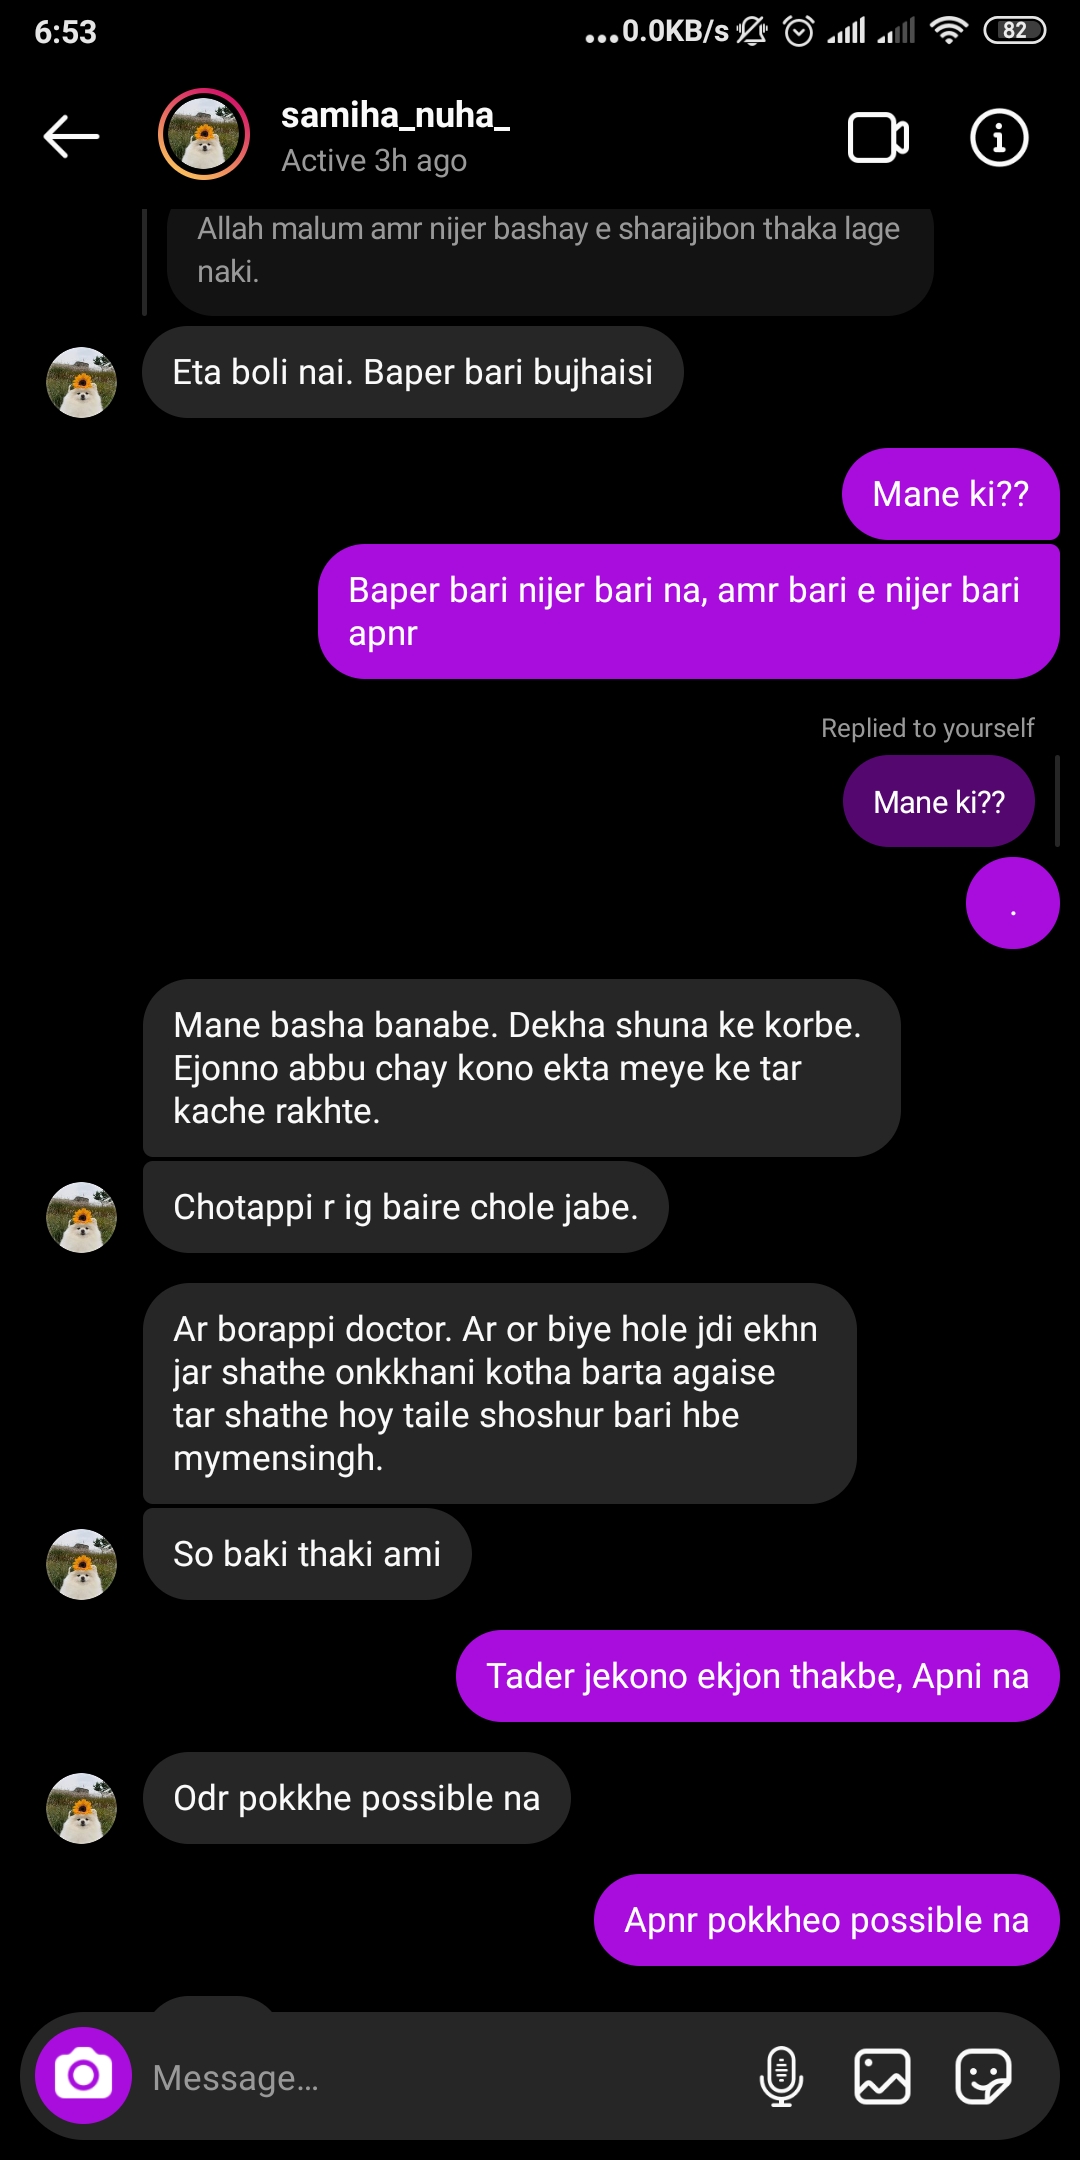 6:53
...0.0KB/s
82
samiha_nuha_
Active 3h ago
Allah malum amr nijer bashay e sharajibon thaka lage
naki.
Eta boli nai. Baper bari bujhaisi
Mane ki??
Baper bari nijer bari na, amr bari e nijer bari
apnr
Replied to yourself
Mane ki??
.
Mane basha banabe. Dekha shuna ke korbe.
Ejonno abbu chay kono ekta meye ke tar
kache rakhte.
Chotappi r ig baire chole jabe.
Ar borappi doctor. Ar or biye hole jdi ekhn
jar shathe onkkhani kotha barta agaise
tar shathe hoy taile shoshur bari hbe
mymensingh.
So baki thaki ami
Tader jekono ekjon thakbe, Apni na
Odr pokkhe possible na
Apnr pokkheo possible na
Message...